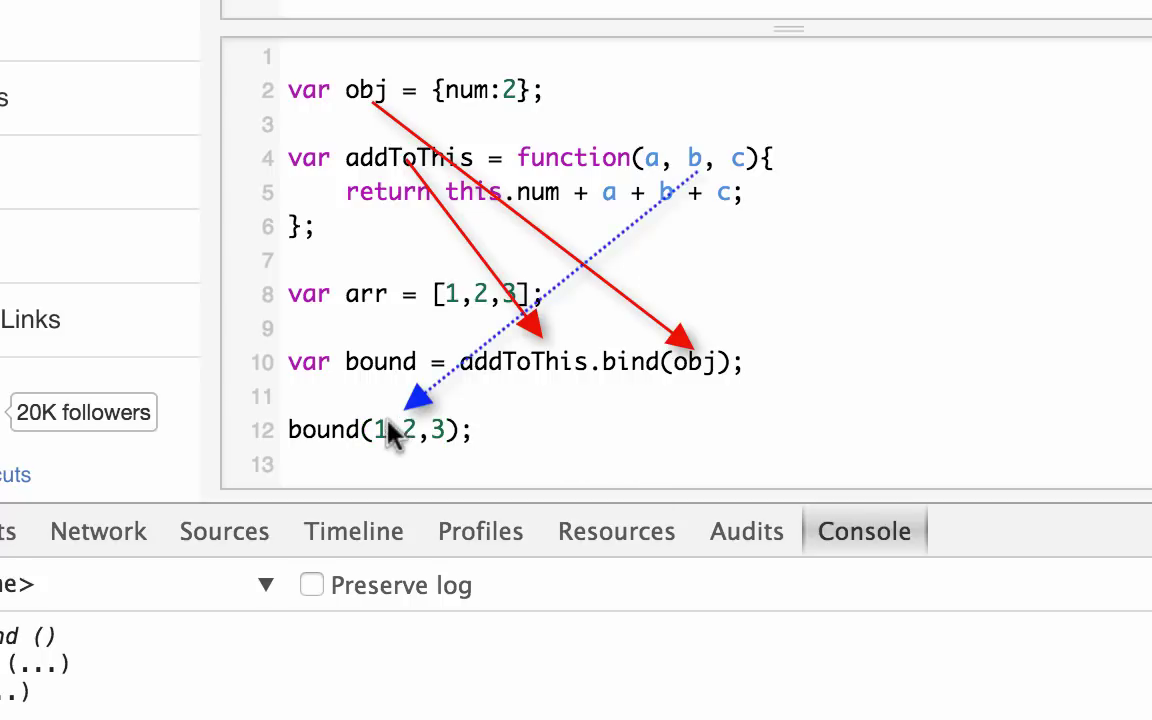 1
2 var obj = {num:2};
3
4 var addToThis = function(a, b, c){
5 return this.num + a + b + c;
6 };
7
8 var arr = [1,2,3];
9
10 var bound = addToThis.bind(obj);
11
12 bound(1,2,3);
13
s
Links
20K followers
cuts
ts Network Sources Timeline Profiles Resources Audits Console
me> ▼ Preserve log
nd ()
(...)
..)